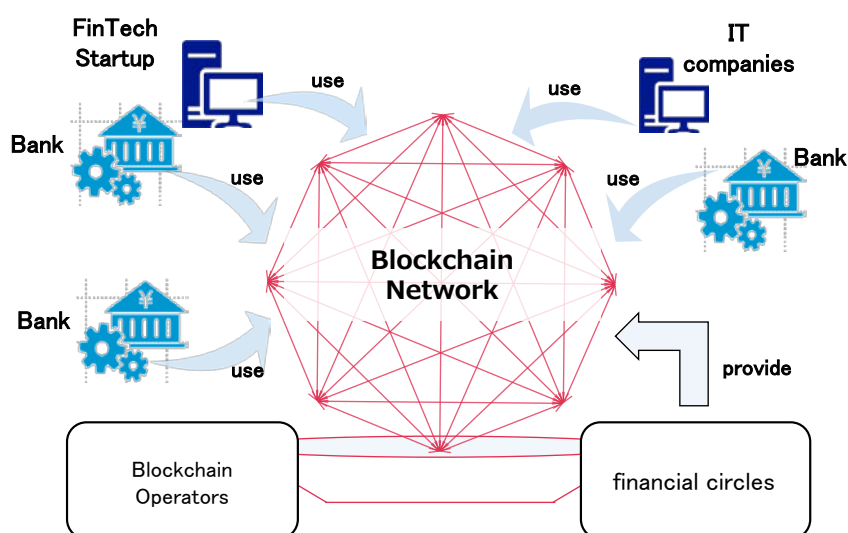 FinTech
Startup
IT
companies
use
use
Bank
Bank
use
use
Blockchain
Network
¥
¥
¥
Bank
use
provide
Blockchain
Operators
financial circles